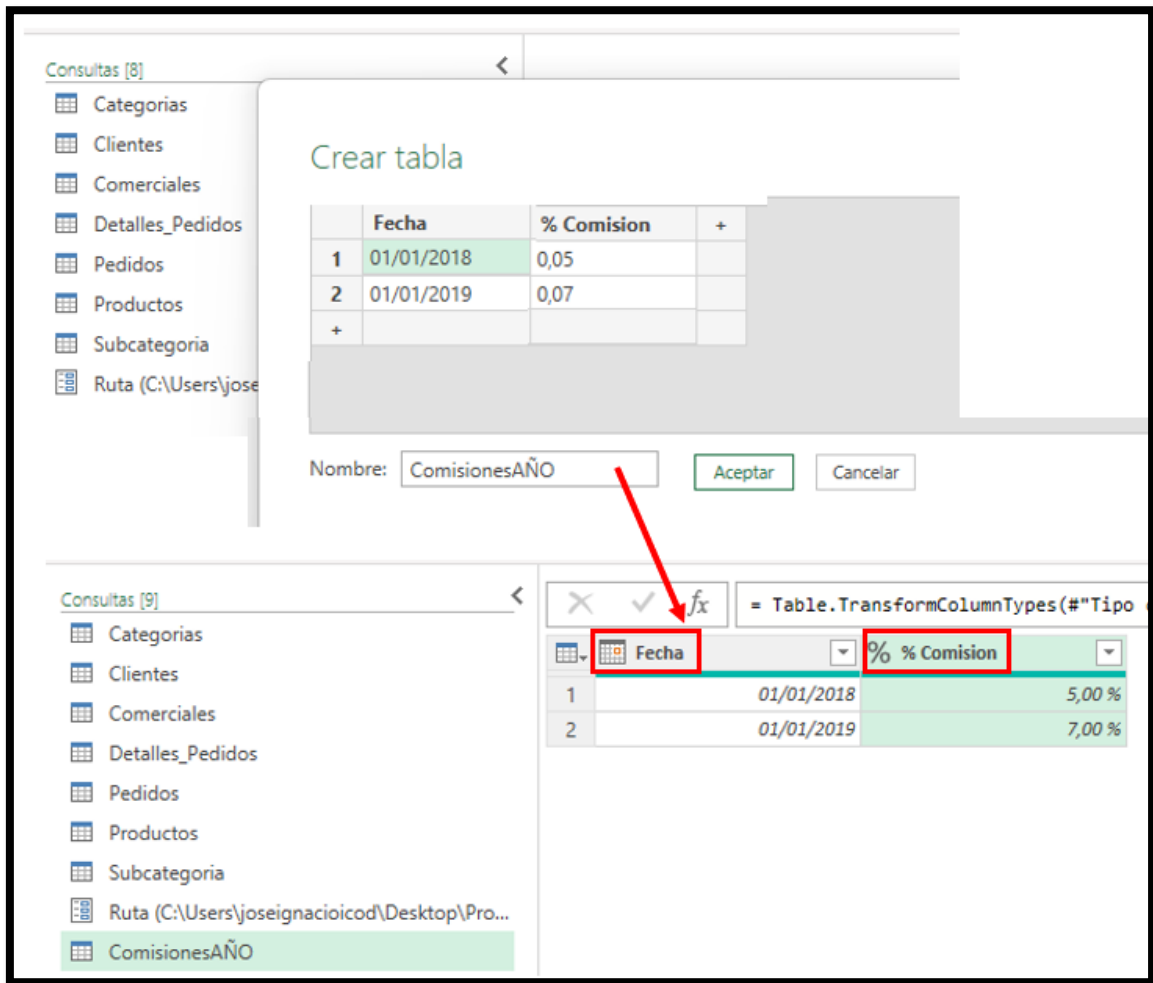 Consultas [8]
Categorias
Clientes
Comerciales
Detalles_Pedidos
Pedidos
Productos
Subcategoria
Ruta (C:\Users\jose
Crear tabla
Fecha % Comision +
1 01/01/2018 0,05
2 01/01/2019 0,07
+
Nombre: ComisionesAÑO Aceptar Cancelar
Consultas [9]
Categorias
Clientes
Comerciales
Detalles_Pedidos
Pedidos
Productos
Subcategoria
Ruta (C:\Users\joseignacioicod\Desktop\Pro...
ComisionesAÑO
fx = Table.TransformColumnTypes(#"Tipo
Fecha % % Comision
1 01/01/2018 5,00 %
2 01/01/2019 7,00 %